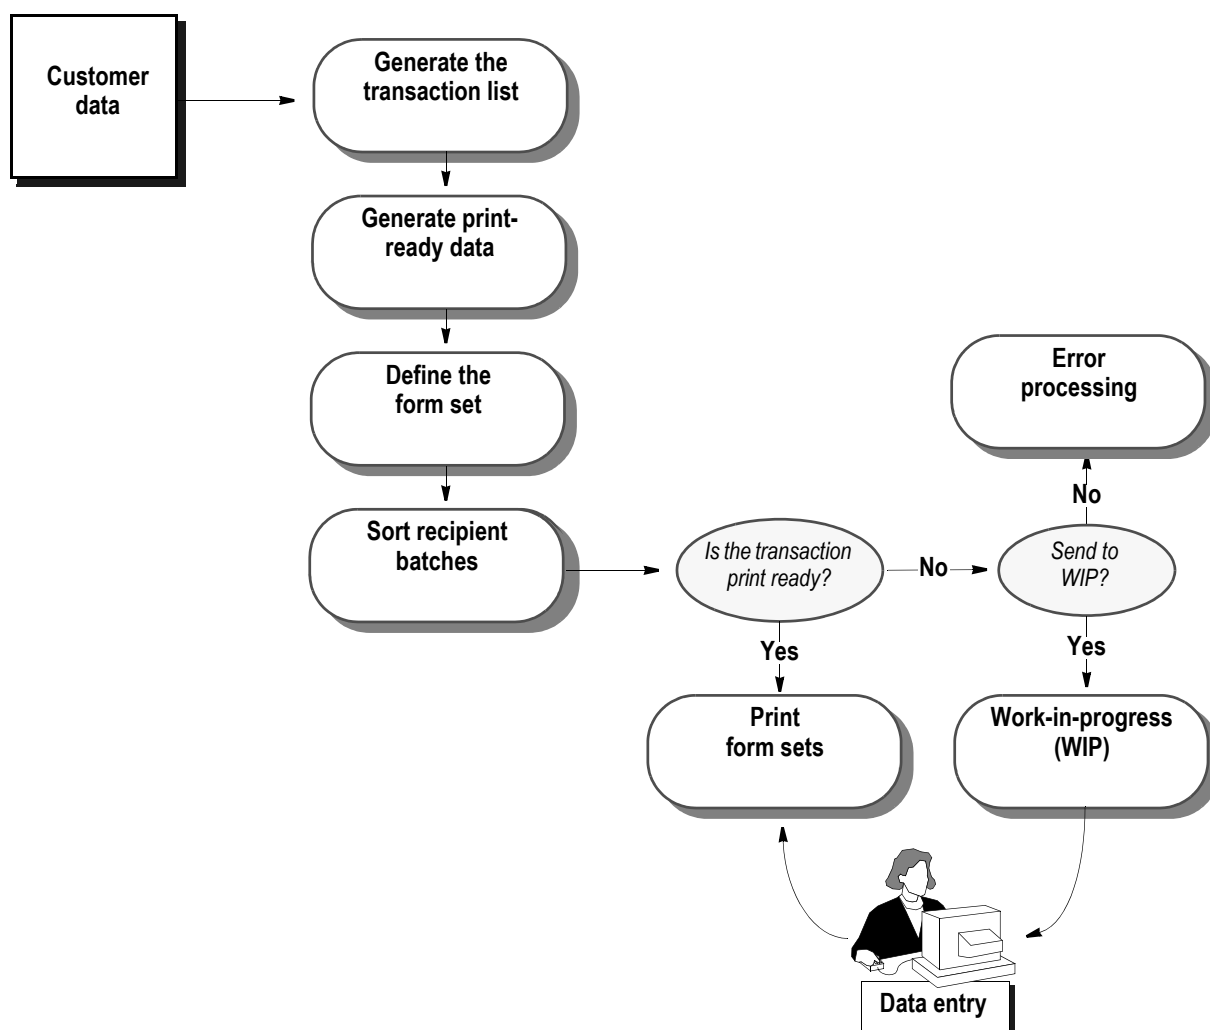 Customer
data
Generate the
transaction list
Generate print-
ready data
Define the
form set
Sort recipient
batches
Is the transaction
print ready?
No
Send to
WIP?
No
Error
processing
Yes
Print
form sets
Yes
Work-in-progress
(WIP)
Data entry